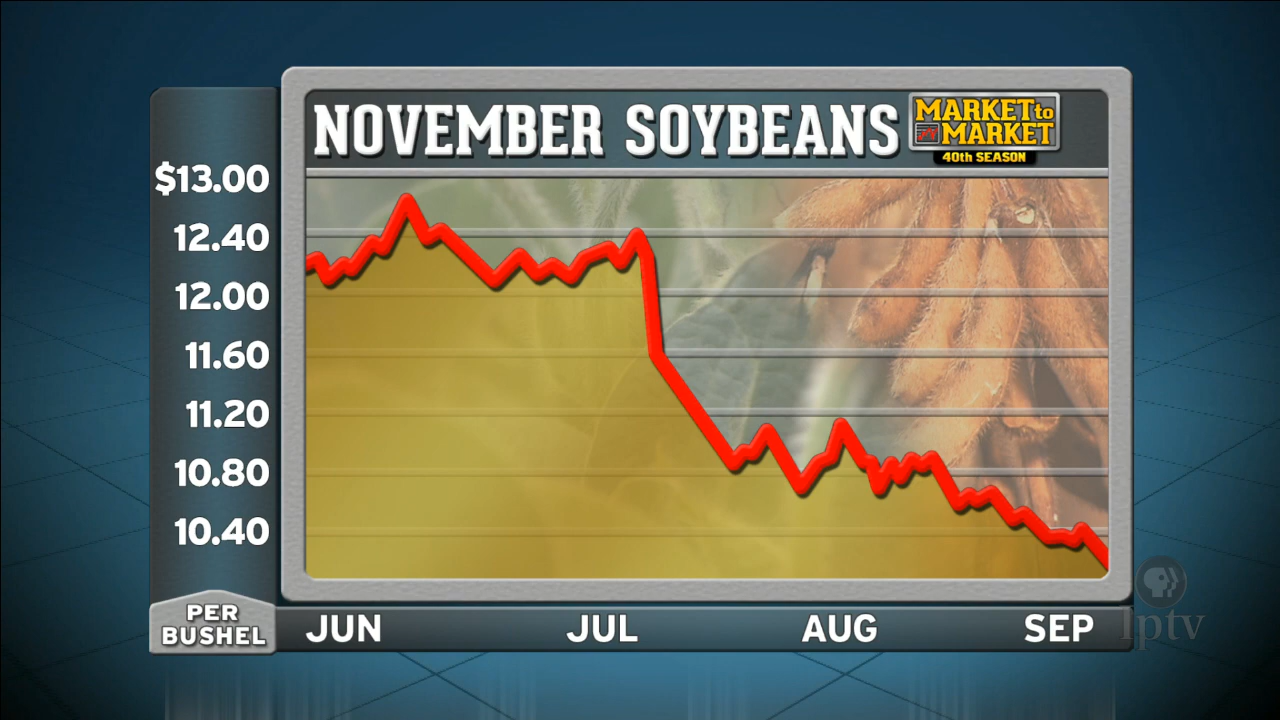 NOVEMBER SOYBEANS
MARKET to
MARKET
40th SEASON
$13.00
12.40
12.00
11.60
11.20
10.80
10.40
PER
BUSHEL
JUN JUL AUG SEP
Iptv